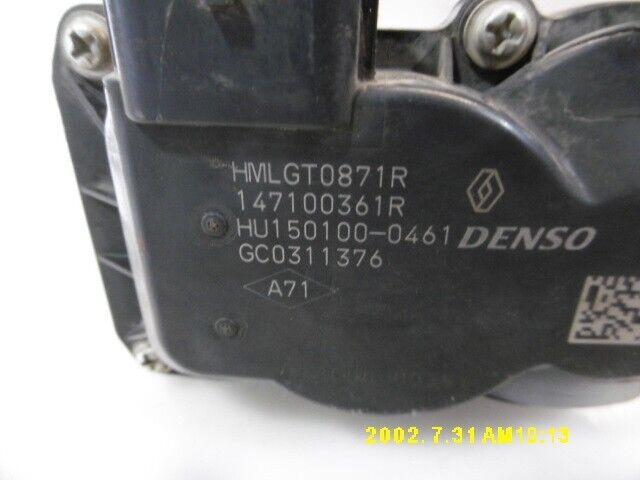 HMLGT0871R
147100361R
HU150100-0461 DENSO
GC0311376
A71
2002.7.31 AM10:13